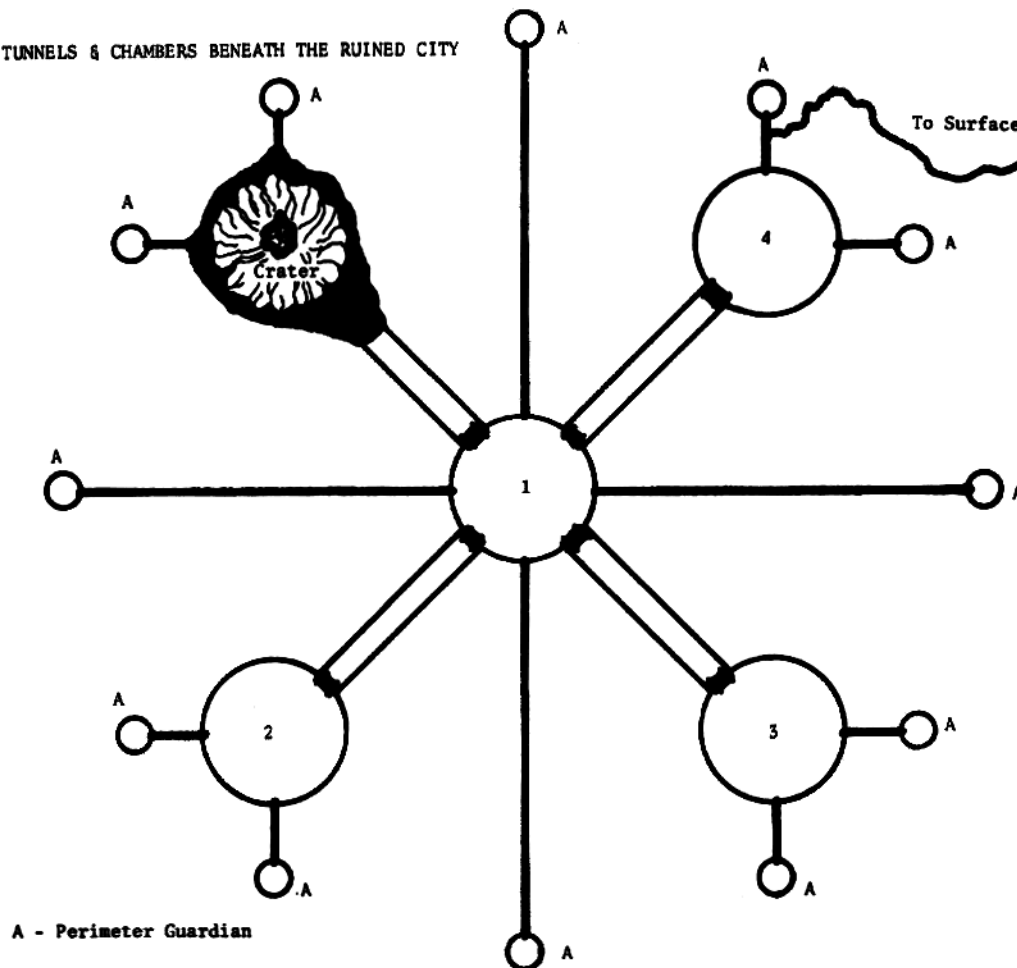 A
TUNNELS & CHAMBERS BENEATH THE RUINED CITY
A
A
To Surface
A
4
A
Crater
A
1
A
A
2
3
A
A
A
A - Perimeter Guardian
A